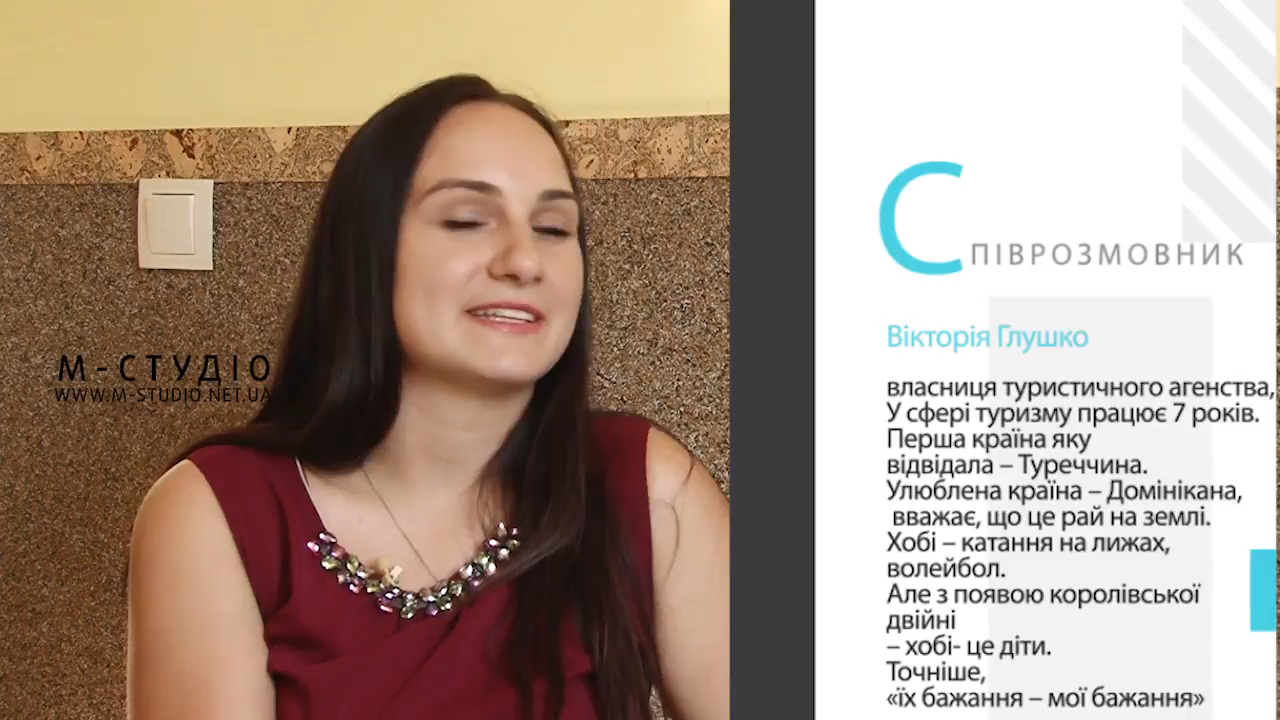 М-СТУДІО
WWW.M-STUDIO.NET.UA
СПІВРОЗМОВНИК
Вікторія Глушко
власниця туристичного агенства,
У сфері туризму працює 7 років.
Перша країна яку
відвідала – Туреччина.
Улюблена країна – Домінікана,
вважає, що це рай на землі.
Хобі – катання на лижах,
волейбол.
Але з появою королівської
двійні
– хобі- це діти.
Точніше,
«їх бажання – мої бажання»